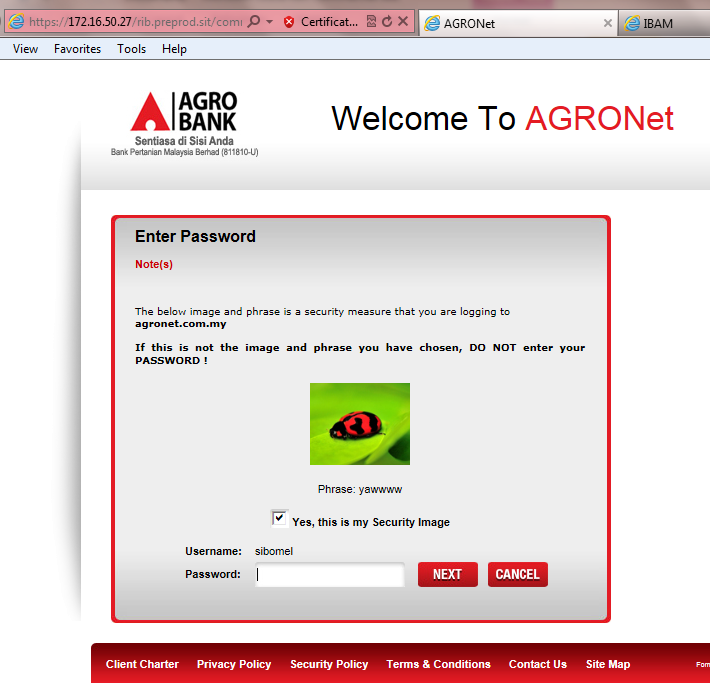 https://172.16.50.27/rib.preprod.sit/com
Certificat...
AGRONet
IBAM
View Favorites Tools Help
AGRO
BANK
Sentiasa di Sisi Anda
Bank Pertanian Malaysia Berhad (811810-U)
Welcome To AGRONet
Enter Password
Note(s)
The below image and phrase is a security measure that you are logging to
agronet.com.my
If this is not the image and phrase you have chosen, DO NOT enter your
PASSWORD !
Phrase: yawwww
Yes, this is my Security Image
Username: sibomel
Password:
NEXT CANCEL
Client Charter Privacy Policy Security Policy Terms & Conditions Contact Us Site Map